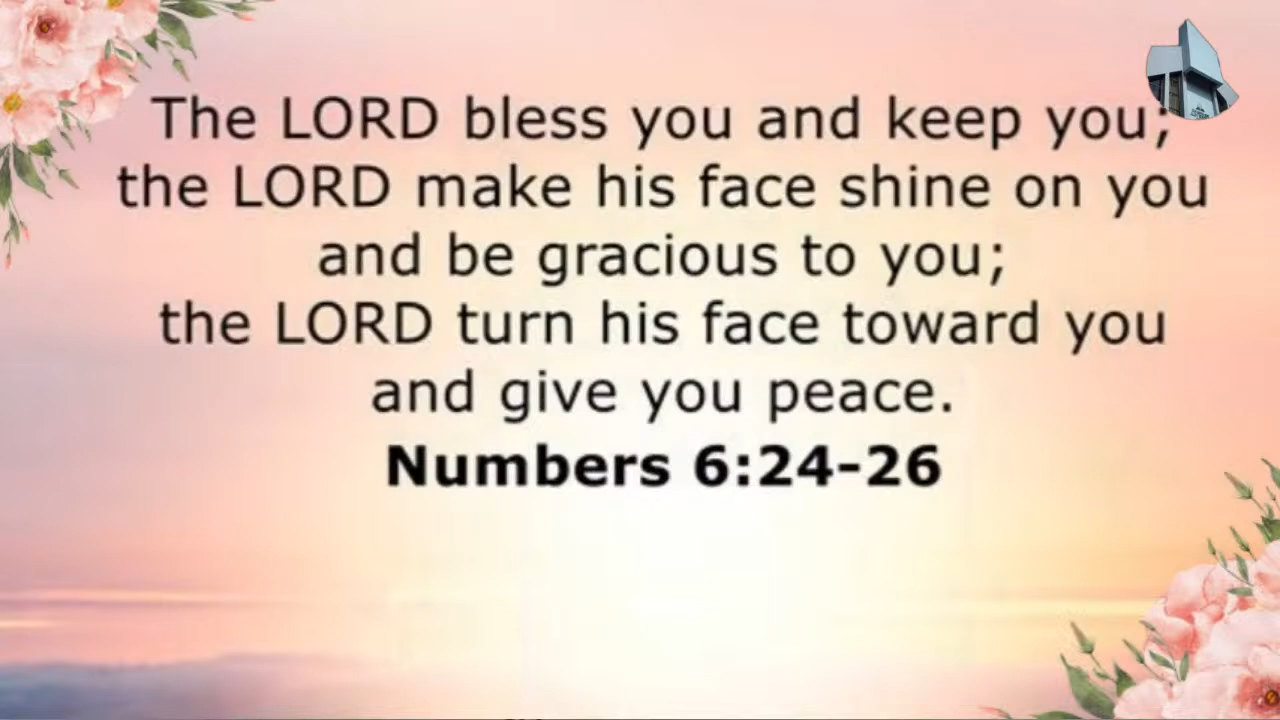 The LORD bless you and keep you;
the LORD make his face shine on you
and be gracious to you;
the LORD turn his face toward you
and give you peace.
Numbers 6:24-26